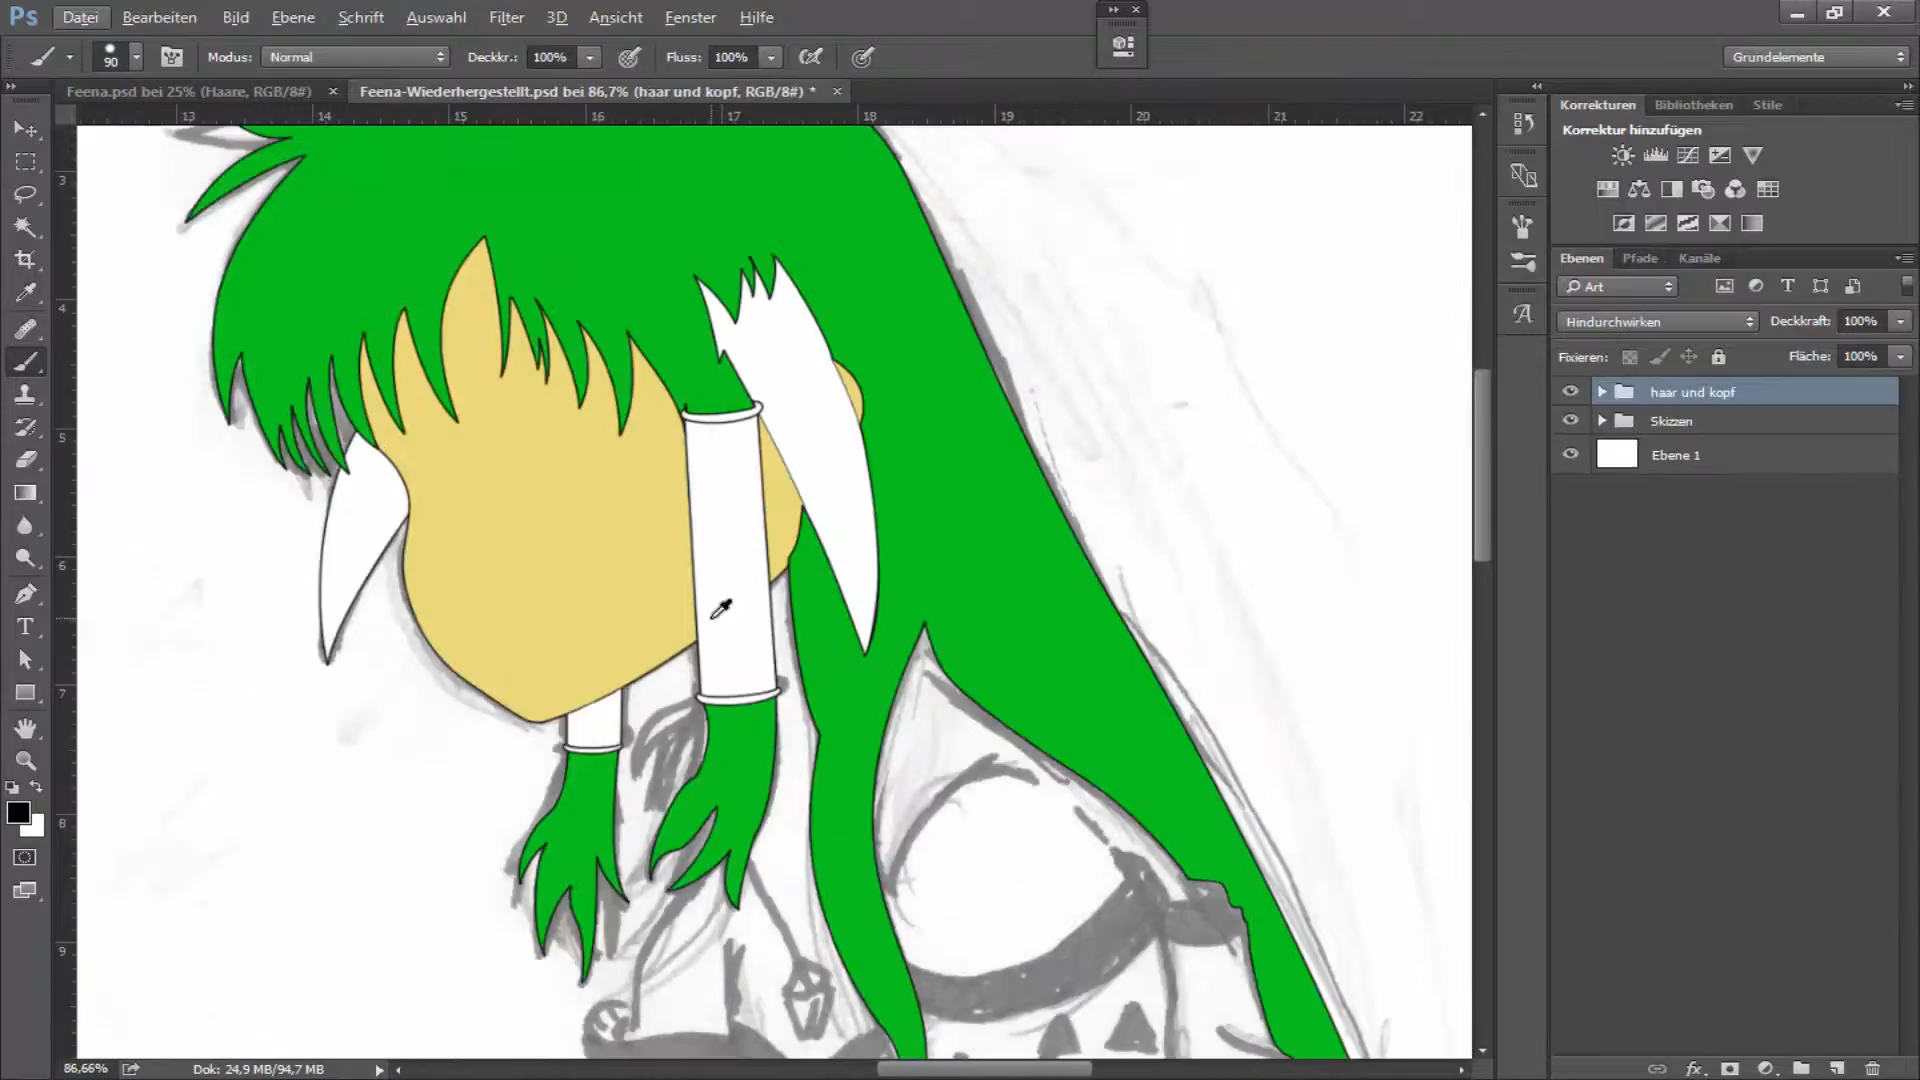 Ps Datei Bearbeiten Bild Ebene Schrift Auswahl Filter 3D Ansicht Fenster Hilfe
90 Modus: Normal Deckkr.: 100% Fluss: 100% Grundelemente
Feena.psd bei 25% (Haare, RGB/8#) Feena-Wiederhergestellt.psd bei 86,7% (haar und kopf, RGB/8#) *
13 14 15 16 17 18 19 20 21 22
3
4
5
6
7
8
9
Korrekturen Bibliotheken Stile
Korrektur hinzufügen
Ebenen Pfade Kanäle
Art
Hindurchwirken Deckkraft: 100%
Fixieren: Fläche: 100%
haar und kopf
Skizzen
Ebene 1
86,66% Dok: 24,9 MB/94,7 MB